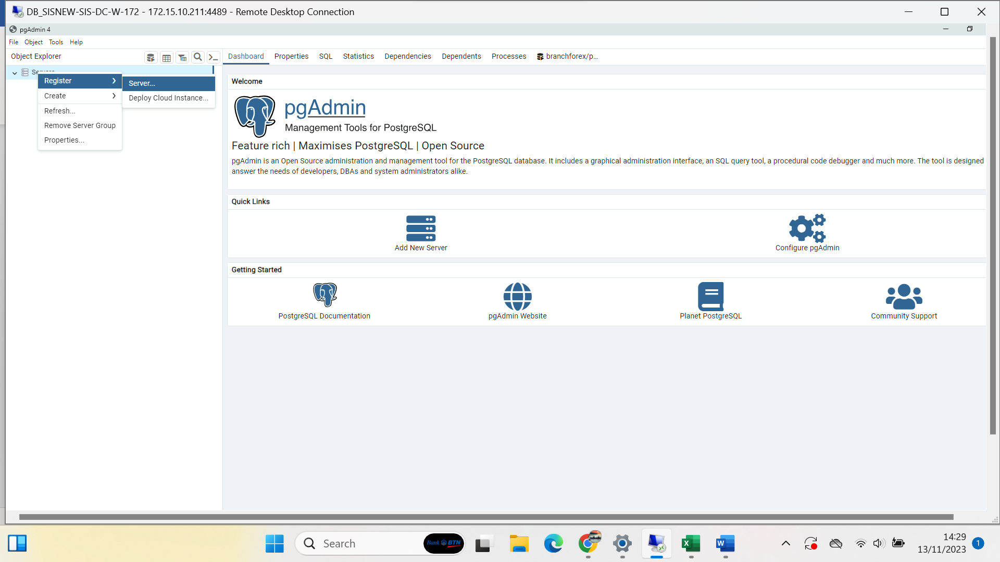 DB_SISNEW-SIS-DC-W-172 - 172.15.10.211:4489 - Remote Desktop Connection
pgAdmin 4
File Object Tools Help
Object Explorer
Dashboard Properties SQL Statistics Dependencies Dependents Processes branchforex/p...
Register
Server...
Deploy Cloud Instance...
Create
Refresh...
Remove Server Group
Properties...
Welcome
pgAdmin
Management Tools for PostgreSQL
Feature rich | Maximises PostgreSQL | Open Source
pgAdmin is an Open Source administration and management tool for the PostgreSQL database. It includes a graphical administration interface, an SQL query tool, a procedural code debugger and much more. The tool is designed
answer the needs of developers, DBAs and system administrators alike.
Quick Links
Add New Server
Configure pgAdmin
Getting Started
PostgreSQL Documentation
pgAdmin Website
Planet PostgreSQL
Community Support
Search
Bank BTN
14:29
13/11/2023
1